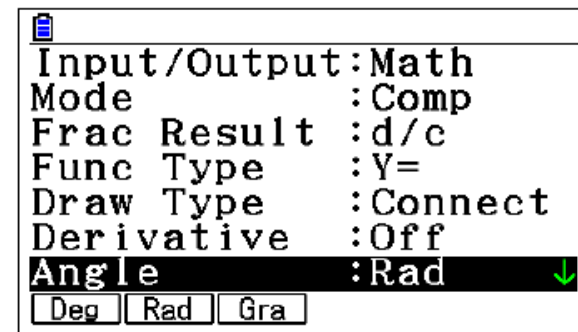 Input/Output:Math
Mode :Comp
Frac Result :d/c
Func Type :Y=
Draw Type :Connect
Derivative :Off
Angle :Rad ↓
Deg Rad Gra